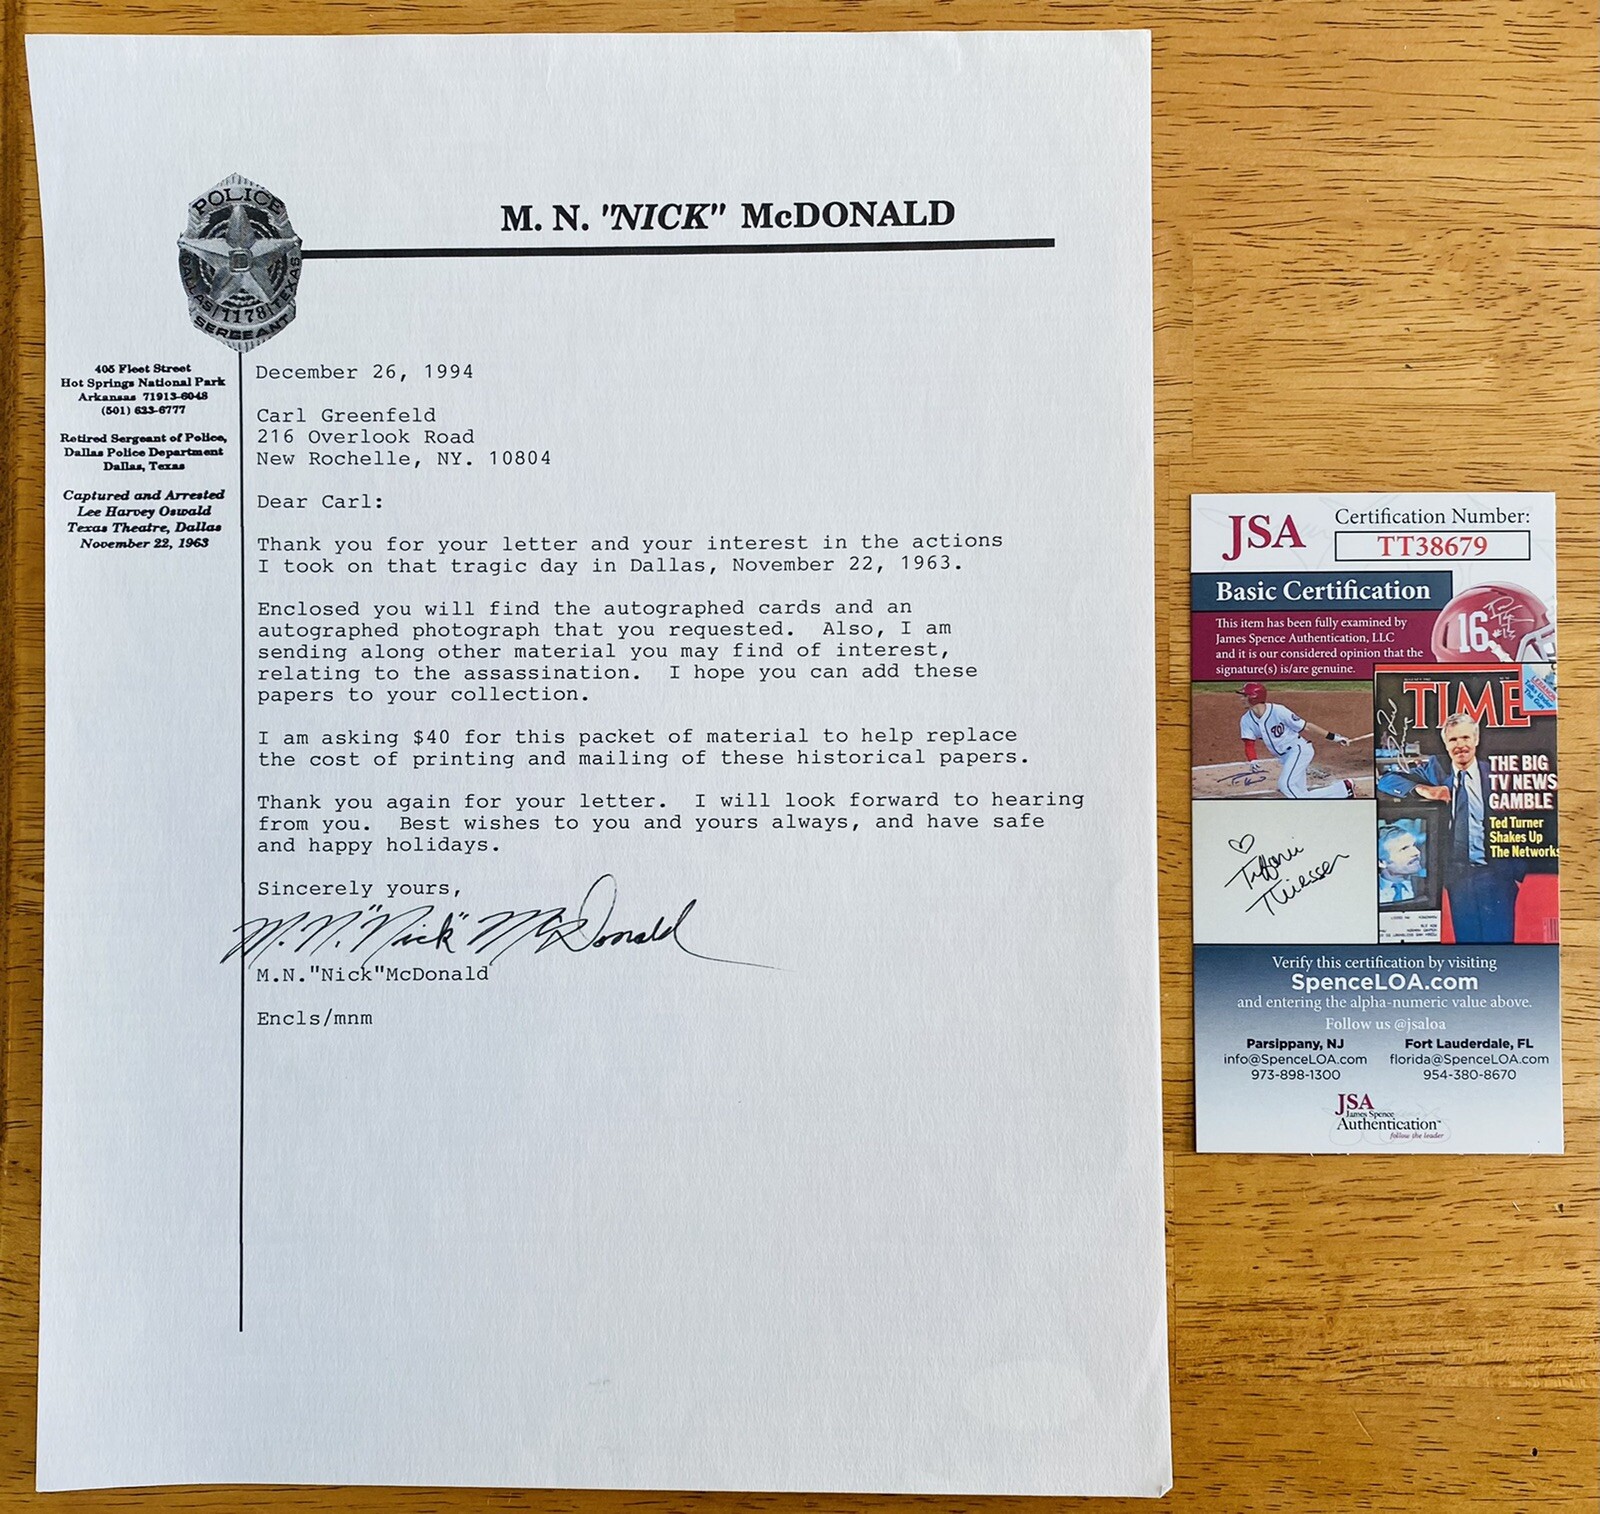 POLICE
DALLAS TEXAS
1178
SERGEANT
M. N. "NICK" McDONALD
405 Fleet Street
Hot Springs National Park
Arkansas 71913-6048
(501) 623-6777
Retired Sergeant of Police,
Dallas Police Department
Dallas, Texas
Captured and Arrested
Lee Harvey Oswald
Texas Theatre, Dallas
November 22, 1963
December 26, 1994
Carl Greenfeld
216 Overlook Road
New Rochelle, NY. 10804
Dear Carl:
Thank you for your letter and your interest in the actions
I took on that tragic day in Dallas, November 22, 1963.
Enclosed you will find the autographed cards and an
autographed photograph that you requested. Also, I am
sending along other material you may find of interest,
relating to the assassination. I hope you can add these
papers to your collection.
I am asking $40 for this packet of material to help replace
the cost of printing and mailing of these historical papers.
Thank you again for your letter. I will look forward to hearing
from you. Best wishes to you and yours always, and have safe
and happy holidays.
Sincerely yours,
M. N. "Nick" McDonald
M.N."Nick"McDonald
Encls/mnm
JSA
Certification Number:
TT38679
Basic Certification
This item has been fully examined by
James Spence Authentication, LLC
and it is our considered opinion that the
signature(s) is/are genuine.
16
TIME
THE BIG
TV NEWS
GAMBLE
Ted Turner
Shakes Up
The Networks
Tiffani
Thiessen
Verify this certification by visiting
SpenceLOA.com
and entering the alpha-numeric value above.
Follow us @jsaloa
Parsippany, NJ
info@SpenceLOA.com
973-898-1300
Fort Lauderdale, FL
florida@SpenceLOA.com
954-380-8670
JSA
James Spence
Authentication
follow the leader